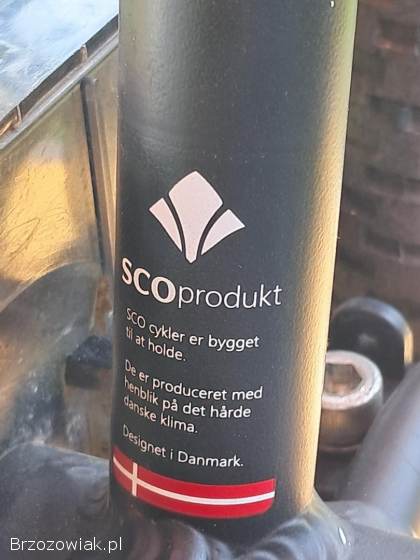 SCOprodukt
SCO cykler er bygget
til at holde.
De er produceret med
henblik på det hårde
danske klima.
Designet i Danmark.
Brzozowiak.pl